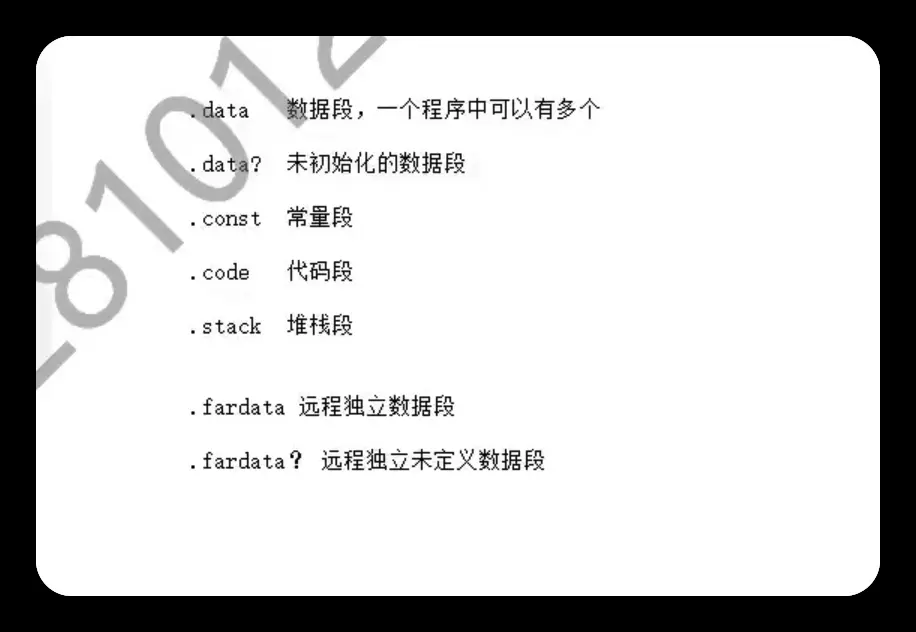 .data 数据段，一个程序中可以有多个
.data? 未初始化的数据段
.const 常量段
.code 代码段
.stack 堆栈段
.fardata 远程独立数据段
.fardata？ 远程独立未定义数据段